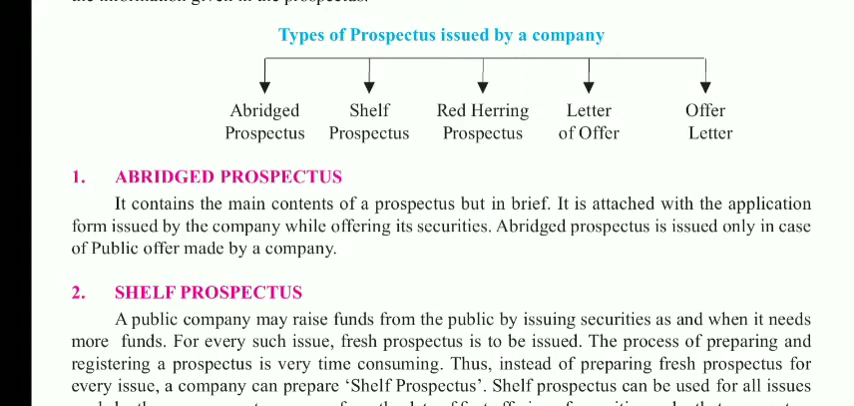 the information given in the prospectus.
Types of Prospectus issued by a company
Abridged Prospectus
Shelf Prospectus
Red Herring Prospectus
Letter of Offer
Offer Letter
1. ABRIDGED PROSPECTUS
It contains the main contents of a prospectus but in brief. It is attached with the application
form issued by the company while offering its securities. Abridged prospectus is issued only in case
of Public offer made by a company.
2. SHELF PROSPECTUS
A public company may raise funds from the public by issuing securities as and when it needs
more funds. For every such issue, fresh prospectus is to be issued. The process of preparing and
registering a prospectus is very time consuming. Thus, instead of preparing fresh prospectus for
every issue, a company can prepare ‘Shelf Prospectus’. Shelf prospectus can be used for all issues